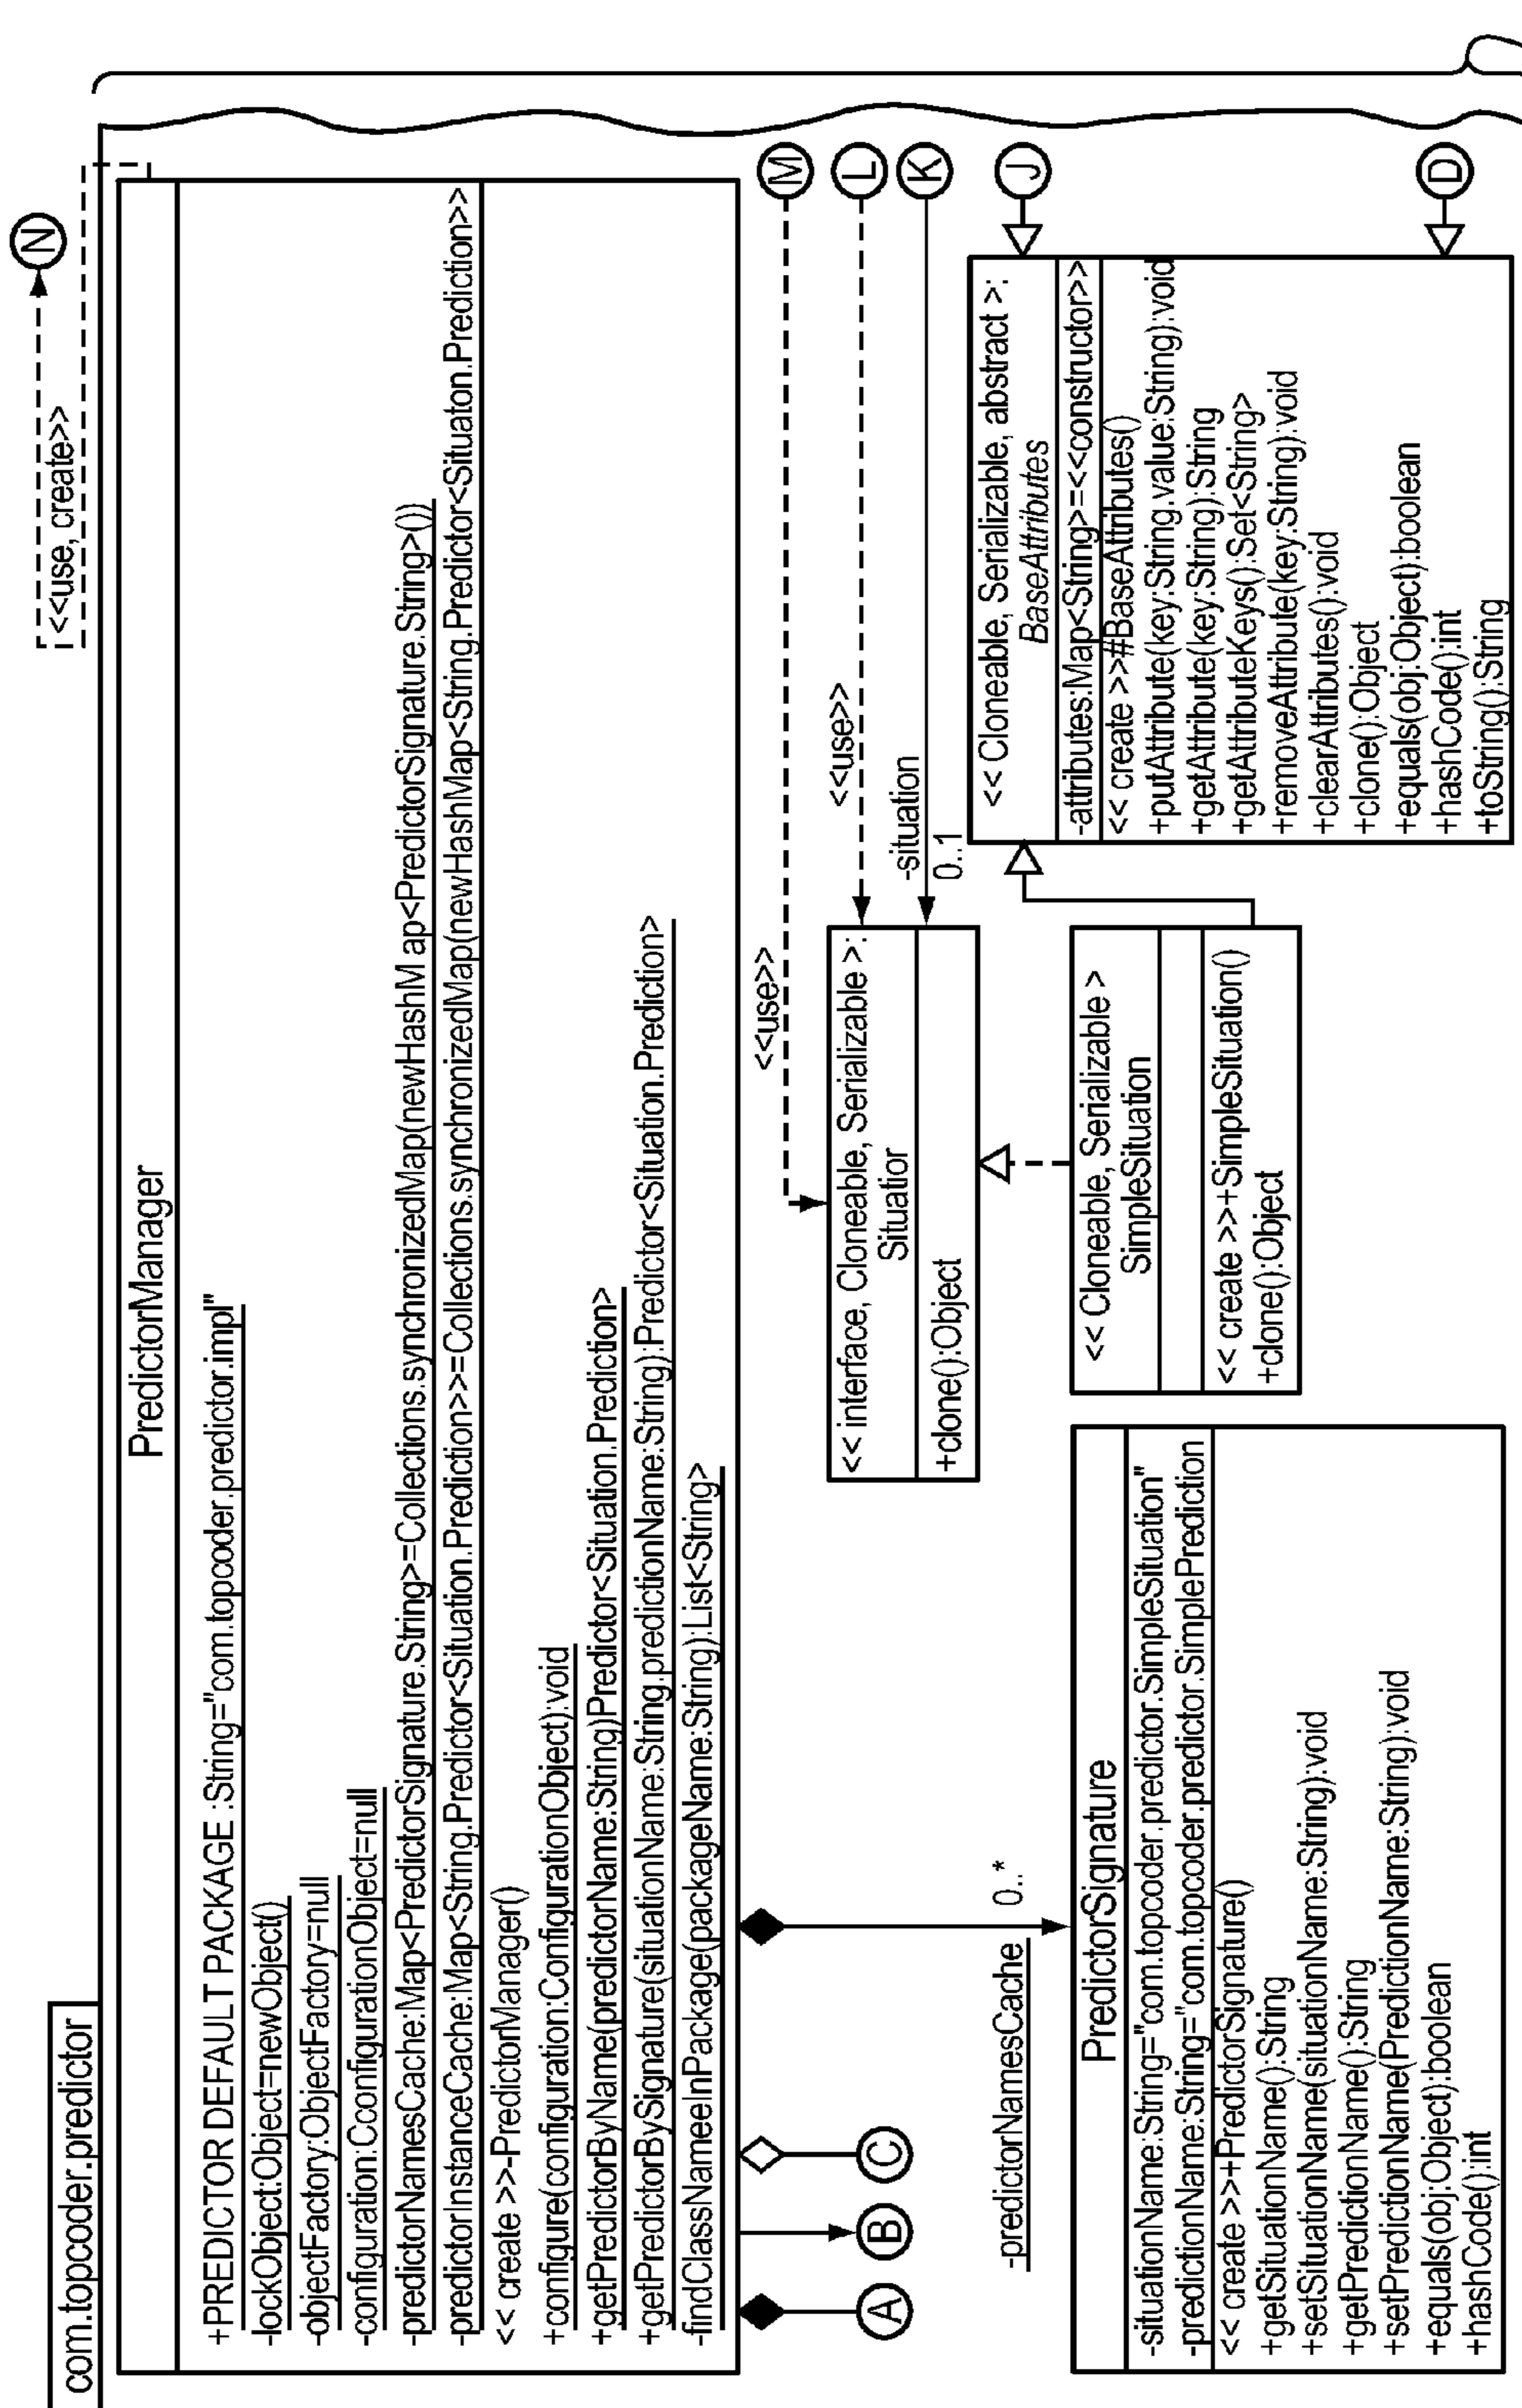 com.topcoder.predictor
<<use, create>>
N
PredictorManager
+PREDICTOR DEFAULT PACKAGE :String="com.topcoder.predictor.impl"
-lockObject:Object=newObject()
-objectFactory:ObjectFactory=null
-configuration:CconfigurationObject=null
-predictorNamesCache:Map<PredictorSignature.String>=Collections.synchronizedMap(newHashM ap<PredictorSignature.String>())
-predictorInstanceCache:Map<String.Predictor<Situation.Prediction>>=Collections.synchronizedMap(newHashMap<String.Predictor<Situaton.Prediction>>
<< create >>-PredictorManager()
+configure(configuration:ConfigurationObject):void
+getPredictorByName(predictorName:String)Predictor<Situation.Prediction>
+getPredictorBySignature(situationName:String.predictionName:String):Predictor<Situation.Prediction>
-findClassNameeInPackage(packageName:String):List<String>
A
B
C
-predictorNamesCache
0..*
<<use>>
M
<<use>>
L
-situation
0..1
K
<< interface, Cloneable, Serializable >:
Situatior
+clone():Object
PredictorSignature
-situationName:String="com.topcoder.predictor.SimpleSituation"
-predictionName:String="com.topcoder.predictor.SimplePrediction
<< create >>+PredictorSignature()
+getSituationName():String
+setSituationName(situationName:String):void
+getPredictionName():String
+setPredictionName(PredictionName:String):void
+equals(obj:Object):boolean
+hashCode():int
<< Cloneable, Serializable >
SimpleSituation
<< create >>+SimpleSituation()
+clone():Object
<< Cloneable, Serializable, abstract >:
BaseAttributes
-attributes:Map<String>=<<constructor>>
<< create >>#BaseAttributes()
+putAttribute(key:String.value:String):void
+getAttribute(key:String):String
+getAttributeKeys():Set<String>
+removeAttribute(key:String):void
+clearAttributes():void
+clone():Object
+equals(obj:Object):boolean
+hashCode():int
+toString():String
J
D